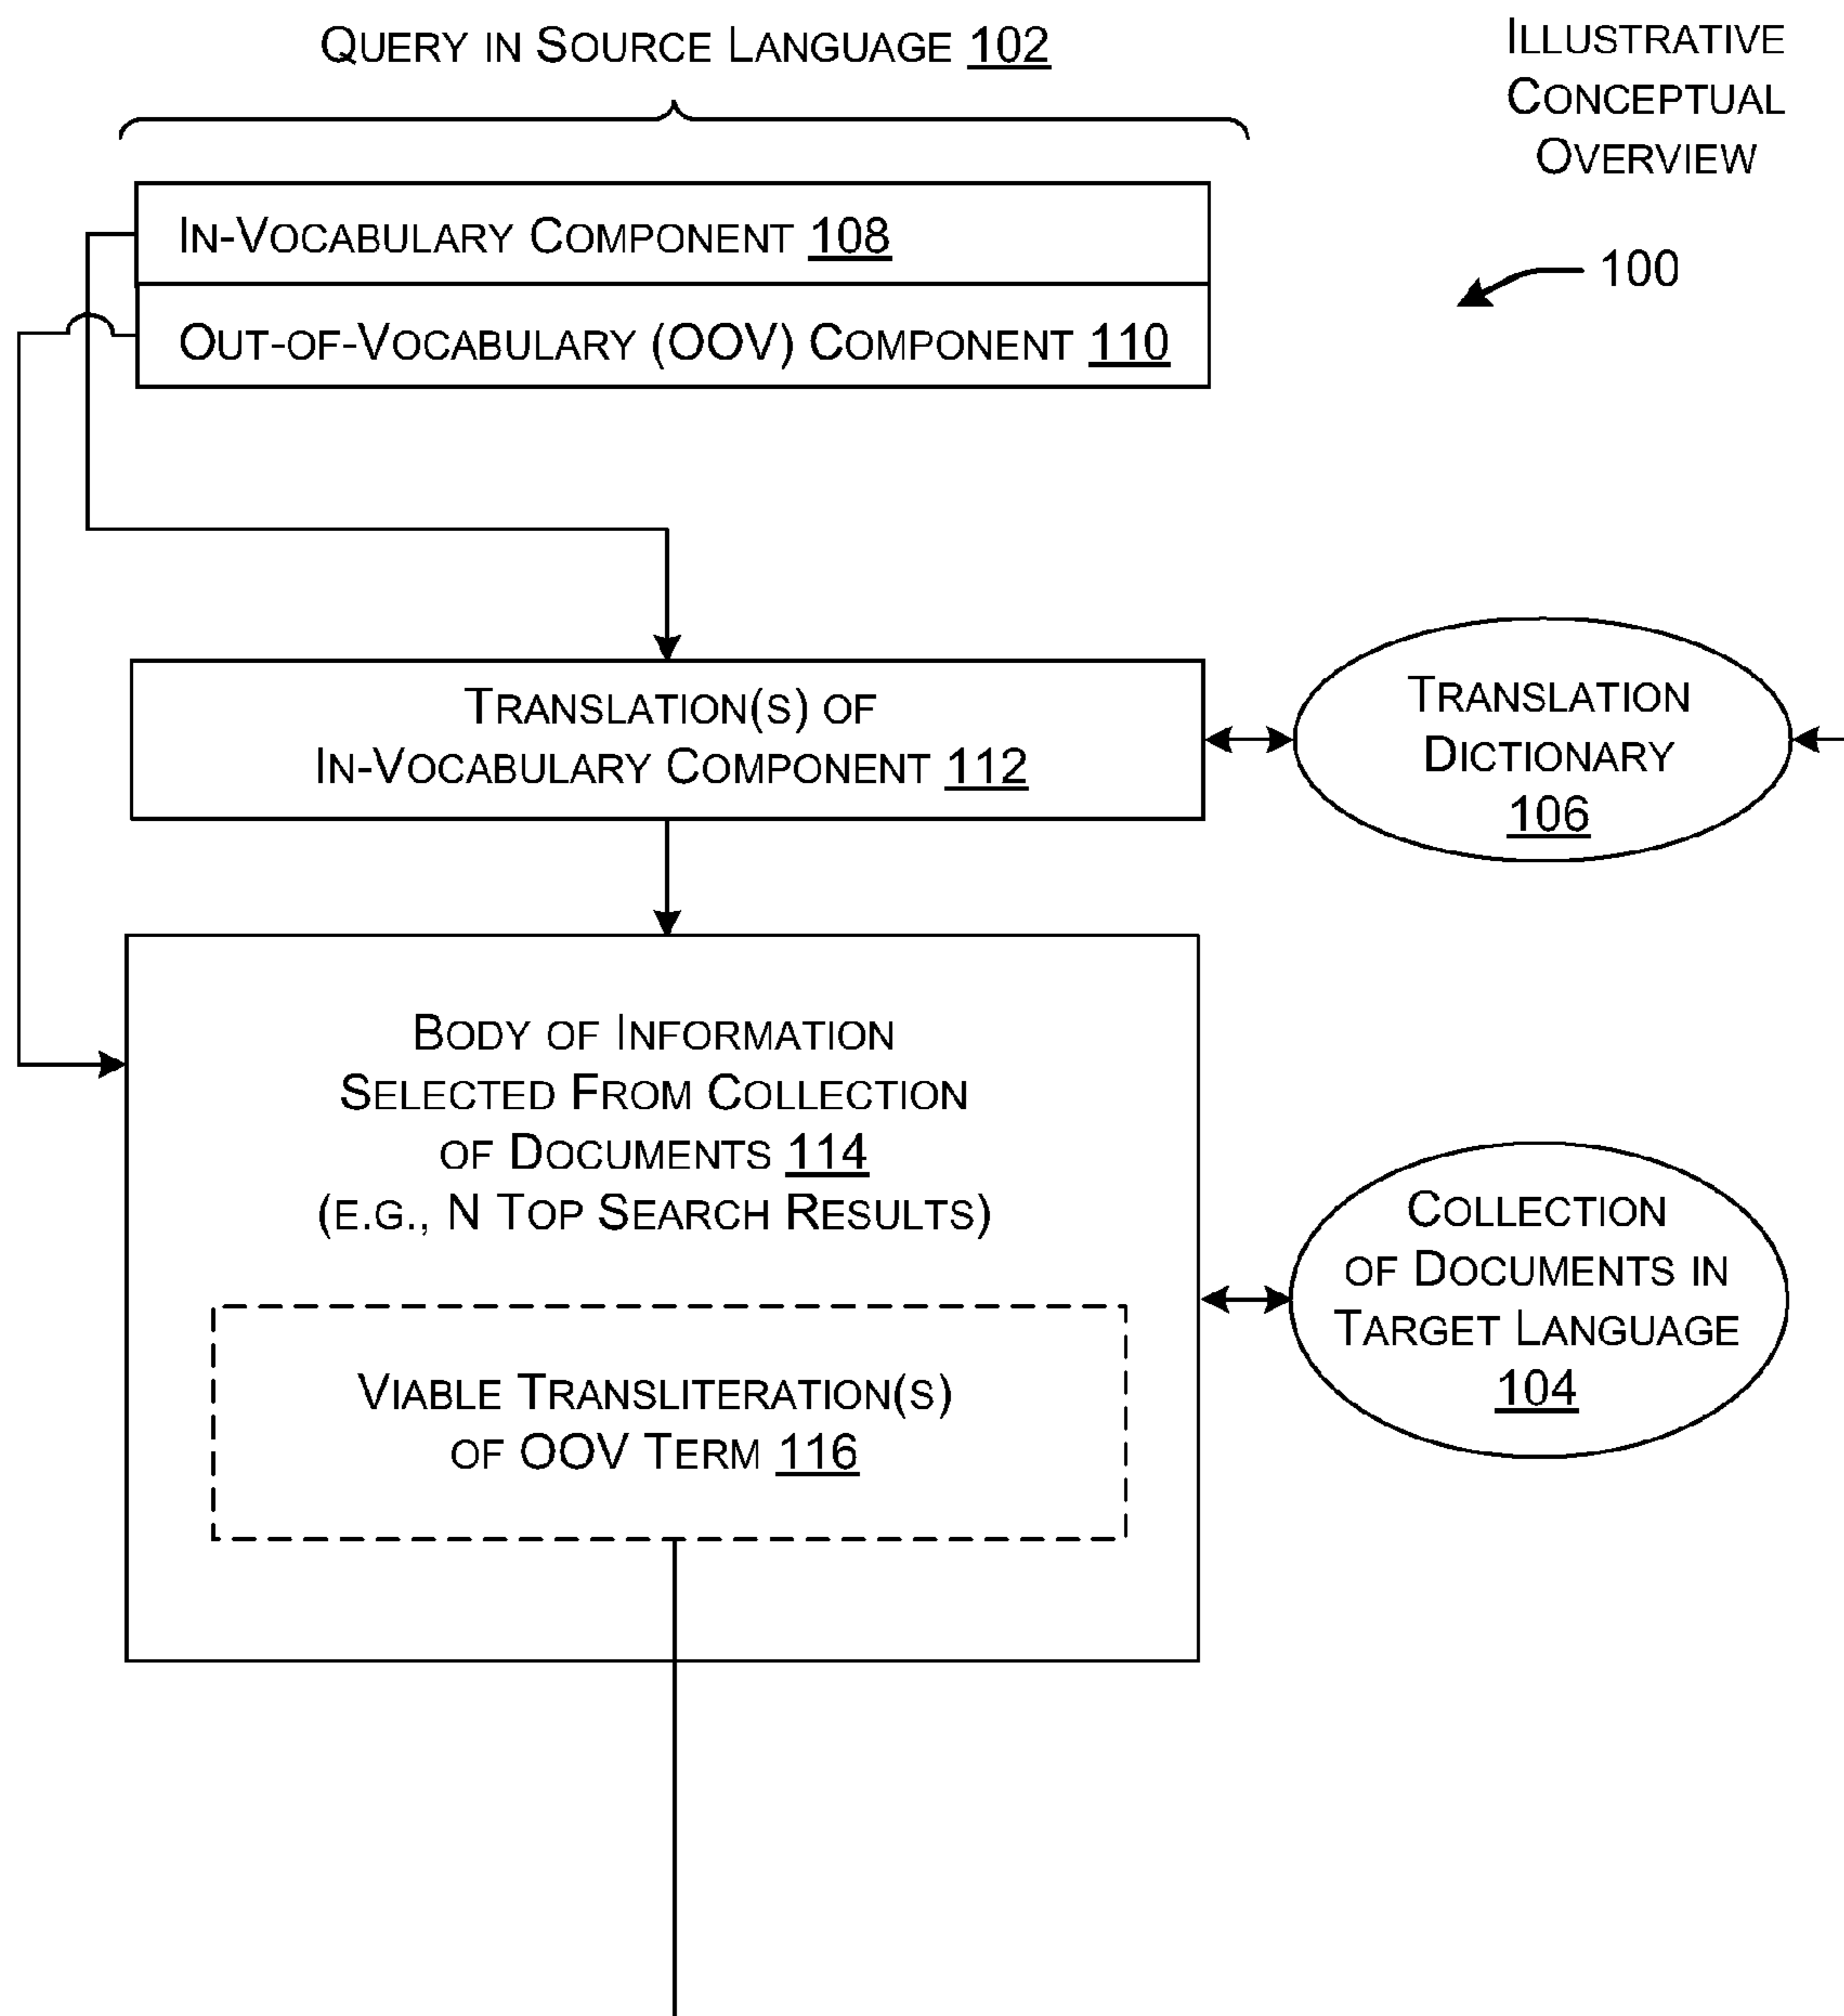 Query in Source Language 102
Illustrative
Conceptual
Overview
100
In-Vocabulary Component 108
Out-of-Vocabulary (OOV) Component 110
Translation(s) of
In-Vocabulary Component 112
Translation
Dictionary
106
Body of Information
Selected From Collection
of Documents 114
(e.g., N Top Search Results)
Viable Transliteration(s)
of OOV Term 116
Collection
of Documents in
Target Language
104